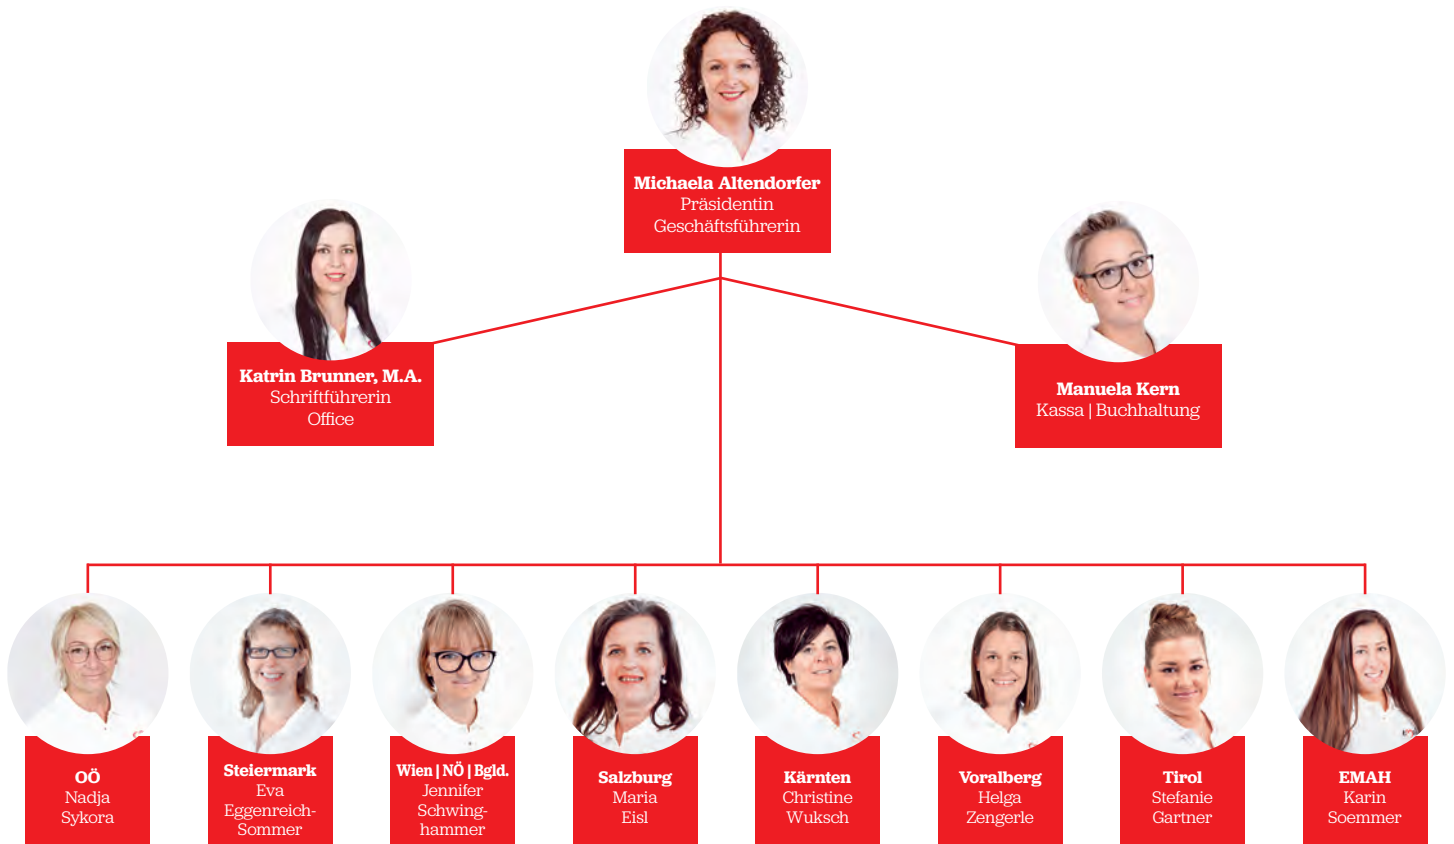 Michaela Altendorfer
Präsidentin
Geschäftsführerin
Katrin Brunner, M.A.
Schriftführerin
Office
Manuela Kern
Kassa | Buchhaltung
OÖ
Nadja
Sykora
Steiermark
Eva
Eggenreich-
Sommer
Wien | NÖ | Bgld.
Jennifer
Schwing-
hammer
Salzburg
Maria
Eisl
Kärnten
Christine
Wuksch
Voralberg
Helga
Zengerle
Tirol
Stefanie
Gartner
EMAH
Karin
Soemmer